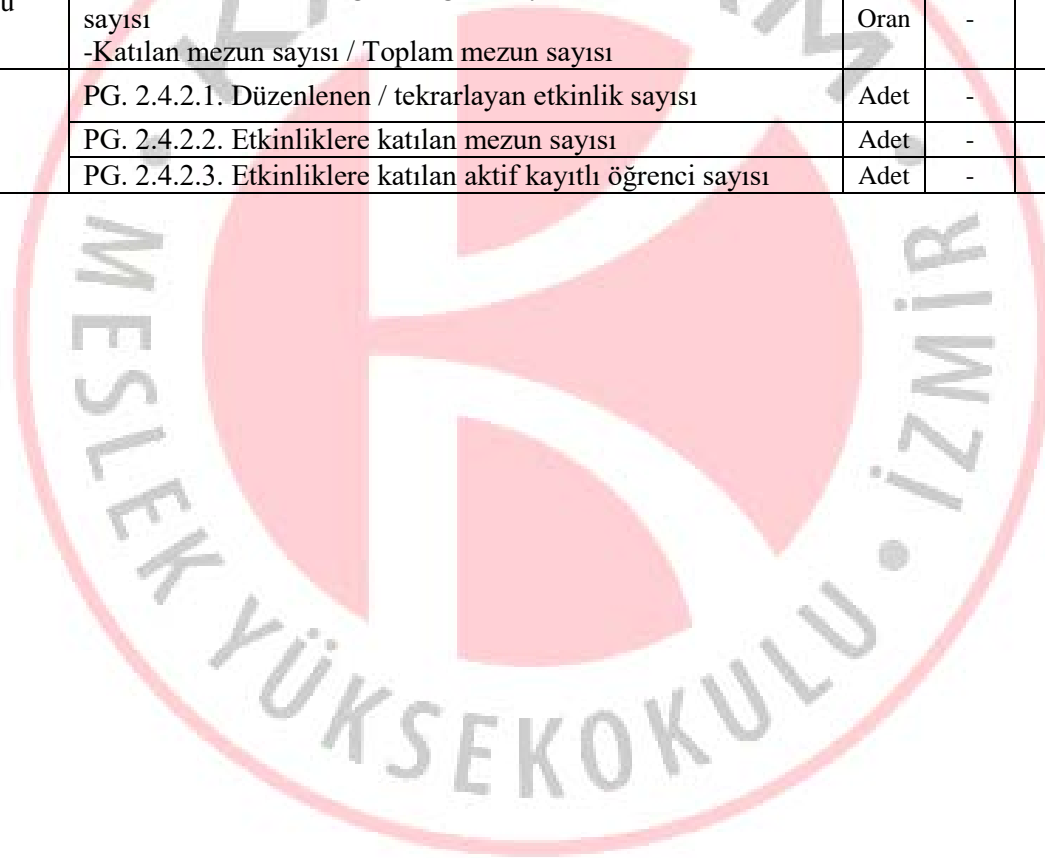 sayısı
Oran -
-Katılan mezun sayısı / Toplam mezun sayısı
PG. 2.4.2.1. Düzenlenen / tekrarlayan etkinlik sayısı Adet -
PG. 2.4.2.2. Etkinliklere katılan mezun sayısı Adet -
PG. 2.4.2.3. Etkinliklere katılan aktif kayıtlı öğrenci sayısı Adet -
MESLEK YÜKSEKOKULU • İZMİR